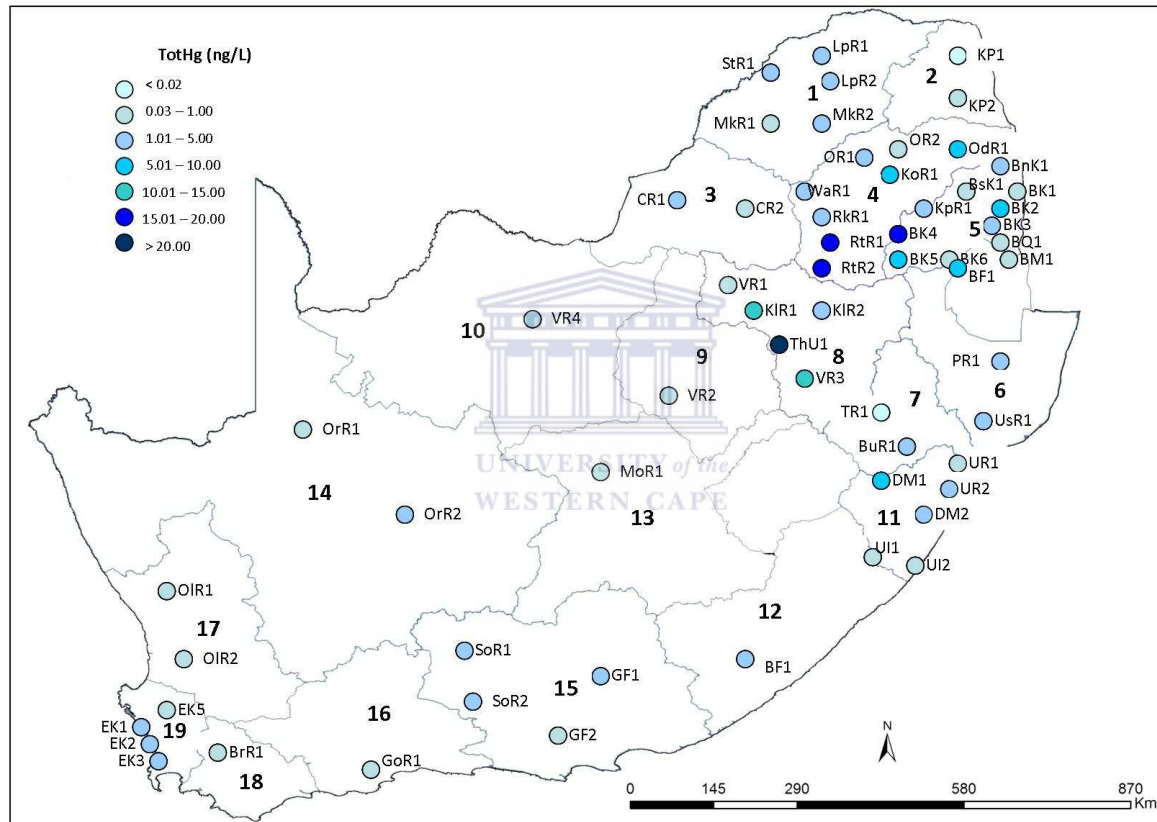 TotHg (ng/L)
< 0.02
0.03 – 1.00
1.01 – 5.00
5.01 – 10.00
10.01 – 15.00
15.01 – 20.00
> 20.00
LpR1
StR1
KP1
LpR2
2
1
KP2
MkR1
MkR2
OR2
OdR1
OR1
BnK1
KoR1
4
BsK1
BK1
WaR1
CR1
3
CR2
KpR1
BK2
RkR1
BK3
5
BK4
RtR1
BQ1
BK5
BK6
BM1
RtR2
BF1
VR1
KlR1
KlR2
10
VR4
ThU1
8
9
PR1
VR3
VR2
6
7
TR1
UsR1
OrR1
BuR1
UNIVERSITY of the
UR1
MoR1
DM1
UR2
WESTERN CAPE
14
OrR2
13
11
DM2
UI1
UI2
OlR1
17
12
SoR1
OlR2
BF1
GF1
15
SoR2
EK5
16
EK1
19
EK2
GF2
BrR1
EK3
GoR1
18
N
0 145 290 580 870
Km